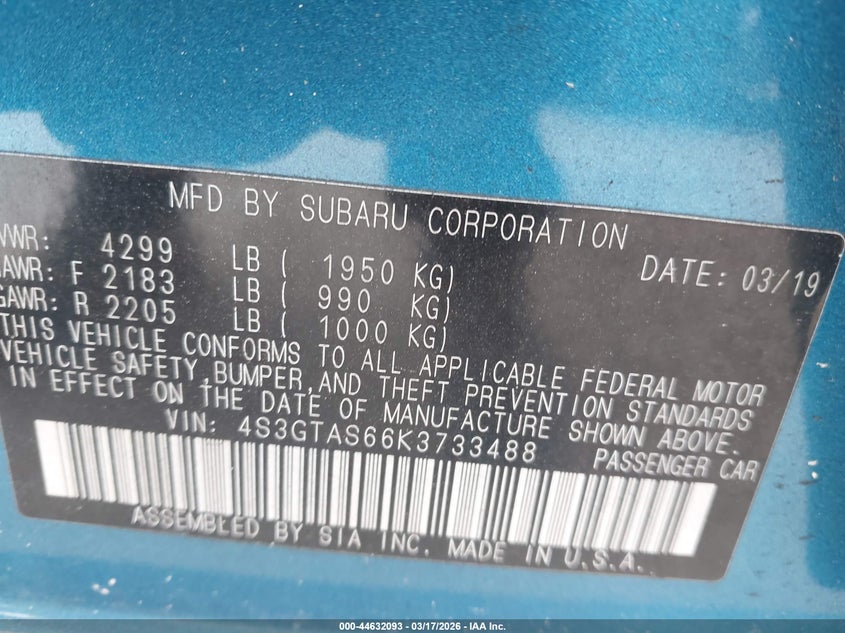 MFD BY SUBARU CORPORATION
VWR: 4299 LB ( 1950 KG) DATE: 03/19
AWR: F 2183 LB ( 990 KG)
GAWR: R 2205 LB ( 1000 KG)
THIS VEHICLE CONFORMS TO ALL APPLICABLE FEDERAL MOTOR
VEHICLE SAFETY, BUMPER, AND THEFT PREVENTION STANDARDS
IN EFFECT ON THE DATE OF MANUFACTURE SHOWN ABOVE.
VIN: 4S3GTAS66K3733488 PASSENGER CAR
ASSEMBLED BY SIA INC. MADE IN U.S.A.
000-44632093 - 03/17/2026 - IAA Inc.